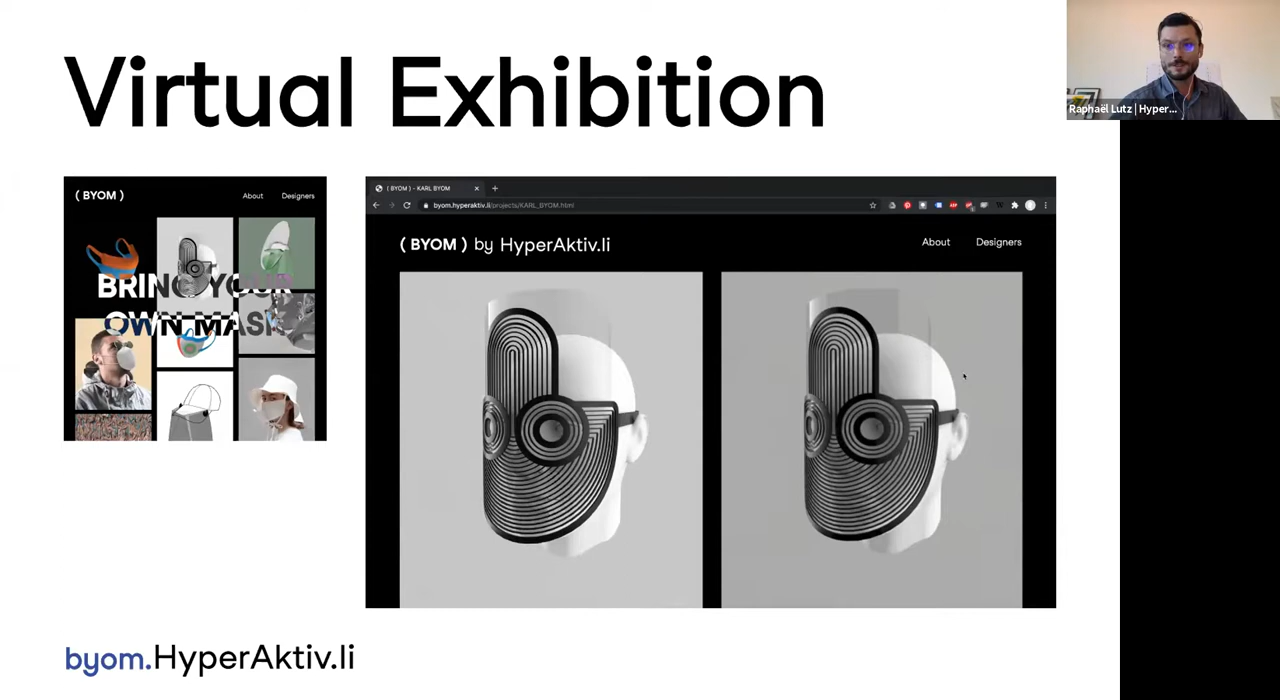 Virtual Exhibition
Raphaël Lutz | Hyper...
( BYOM )
About
Designers
BRING YOUR
OWN MASK
( BYOM ) - KARL BYOM
byom.hyperaktiv.li/projects/KARL_BYOM.html
( BYOM ) by HyperAktiv.li
About
Designers
byom.HyperAktiv.li